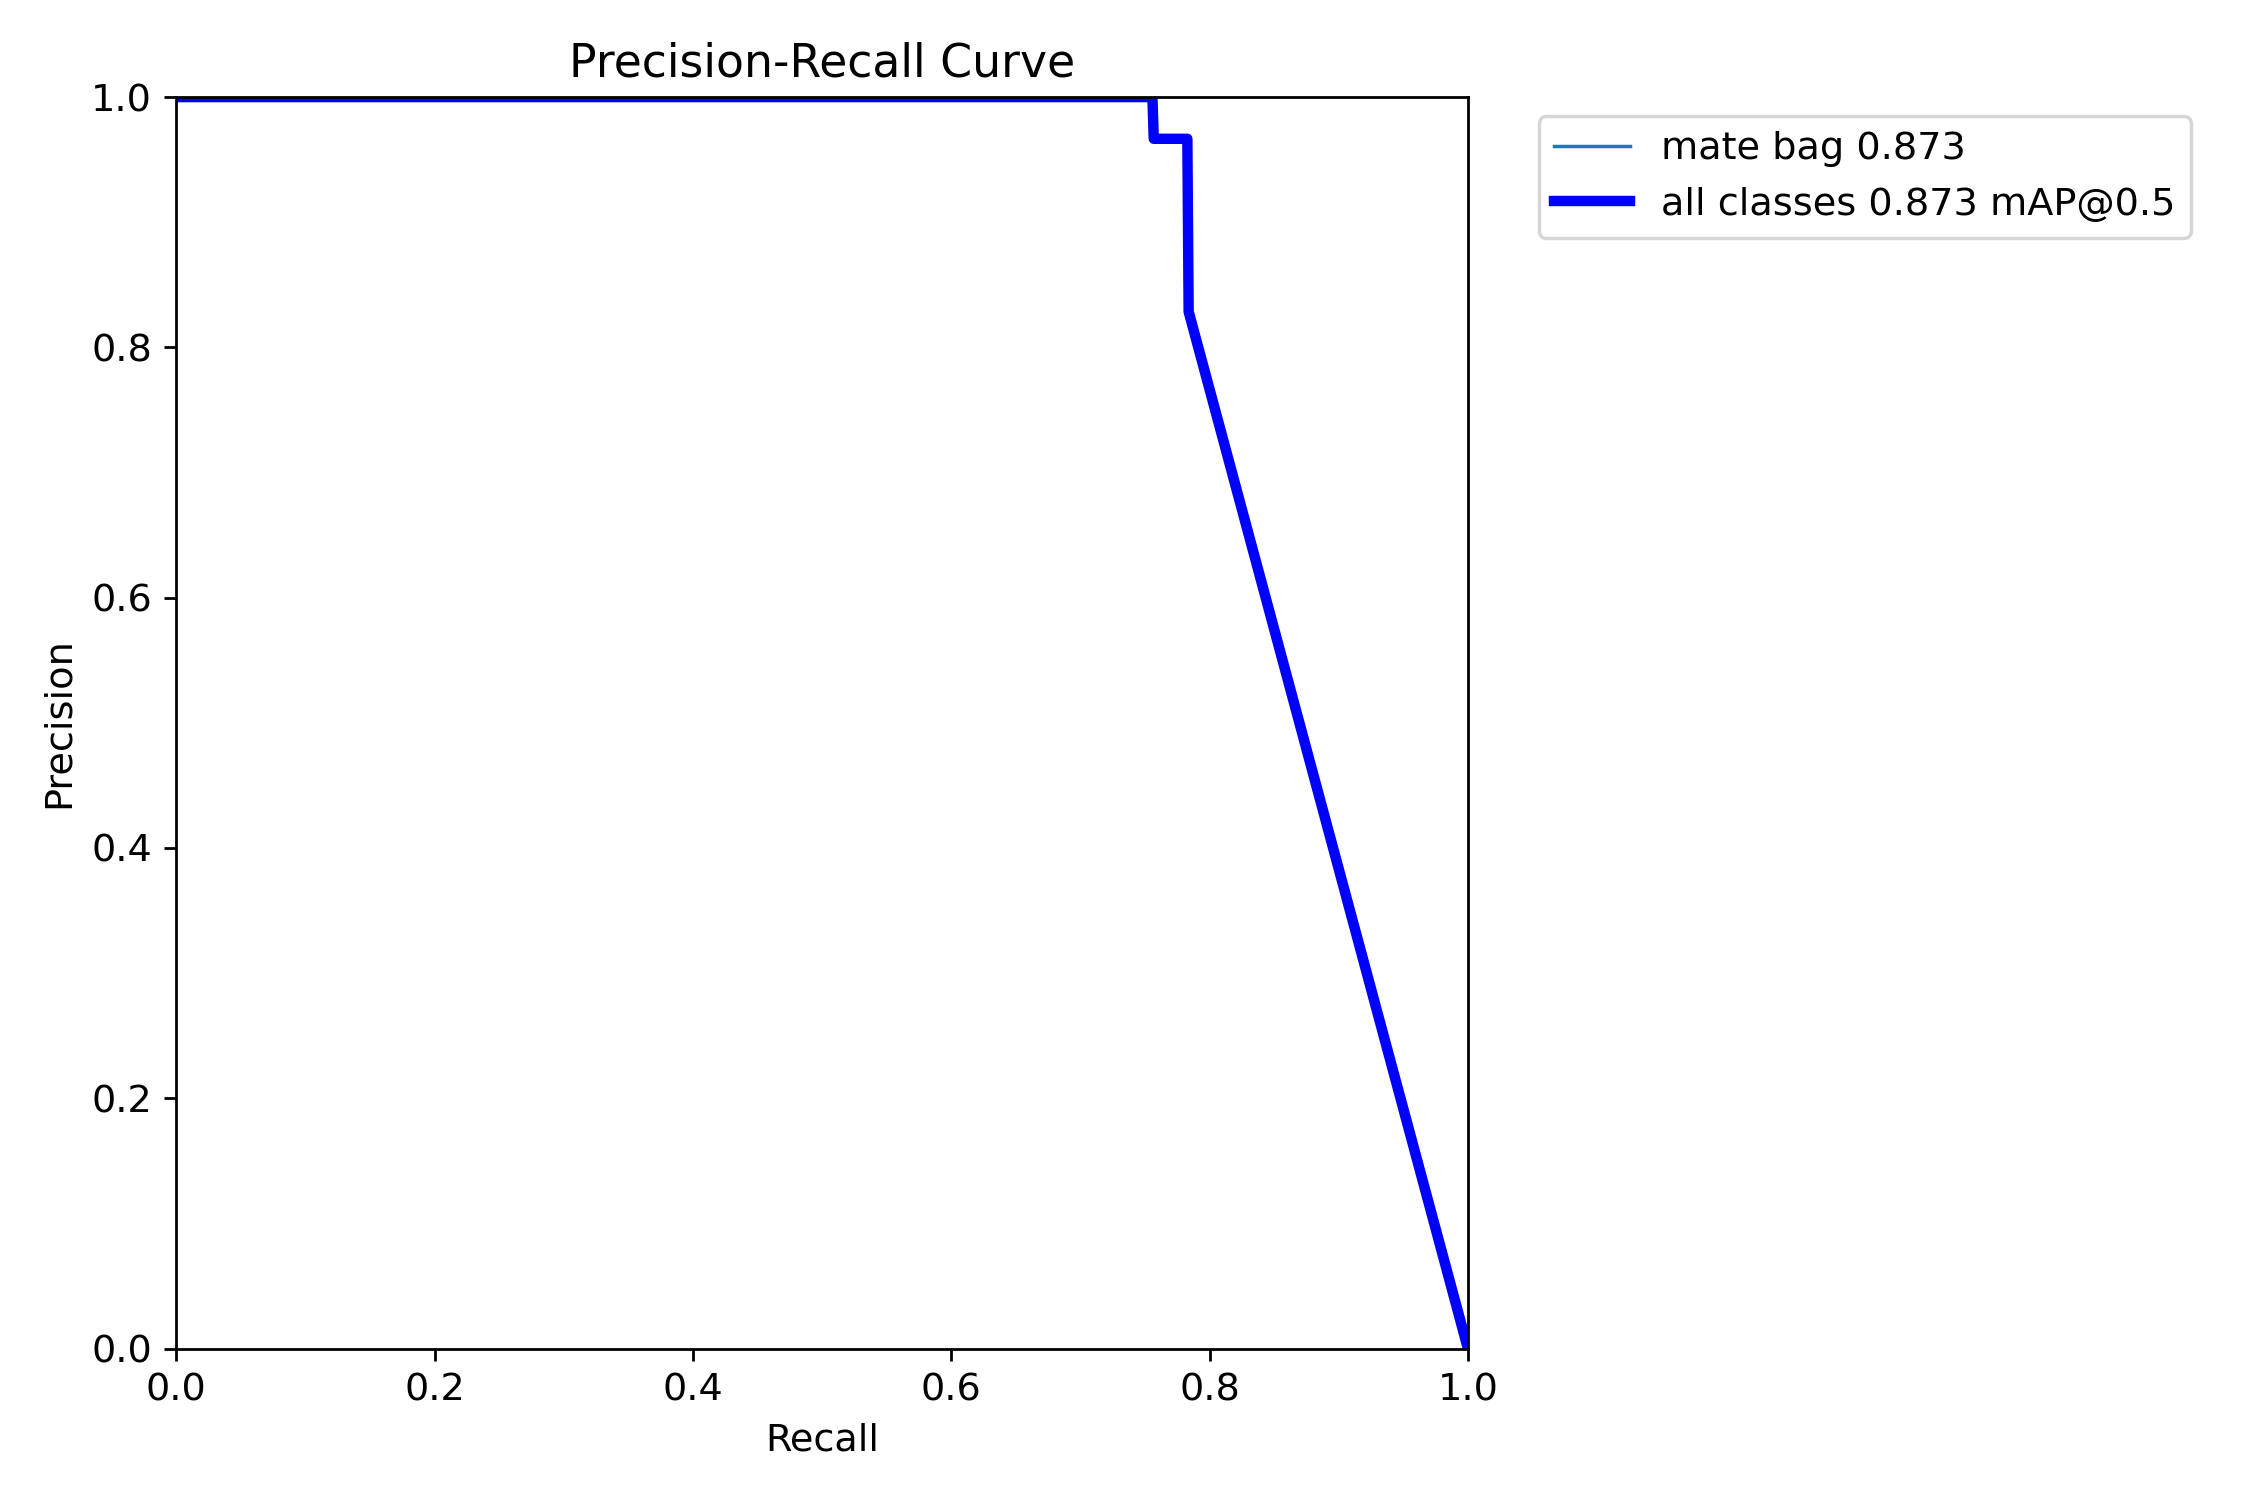 Precision-Recall Curve
1.0
0.8
0.6
0.4
0.2
0.0
Precision
0.0 0.2 0.4 0.6 0.8 1.0
Recall
mate bag 0.873
all classes 0.873 mAP@0.5